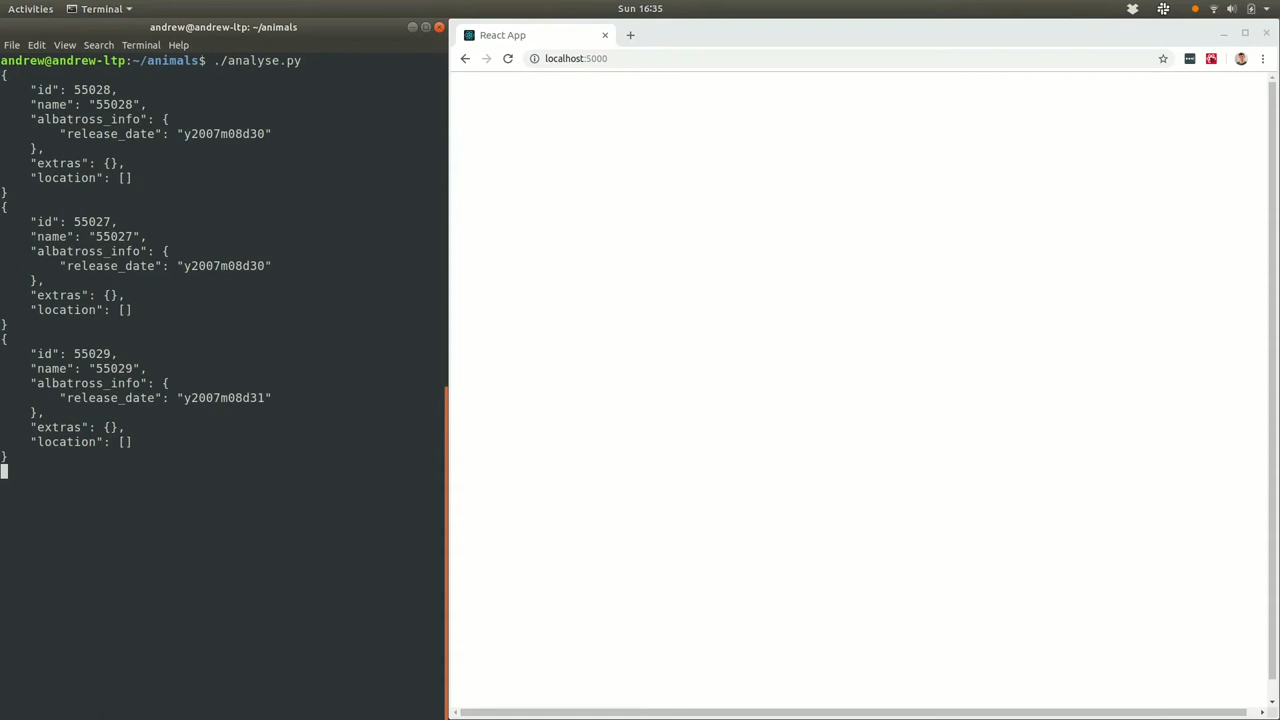 Activities
Terminal
Sun 16:35
andrew@andrew-ltp: ~/animals
File Edit View Search Terminal Help
andrew@andrew-ltp:~/animals$ ./analyse.py
{
    "id": 55028,
    "name": "55028",
    "albatross_info": {
        "release_date": "y2007m08d30"
    },
    "extras": {},
    "location": []
}
{
    "id": 55027,
    "name": "55027",
    "albatross_info": {
        "release_date": "y2007m08d30"
    },
    "extras": {},
    "location": []
}
{
    "id": 55029,
    "name": "55029",
    "albatross_info": {
        "release_date": "y2007m08d31"
    },
    "extras": {},
    "location": []
}
React App
localhost:5000